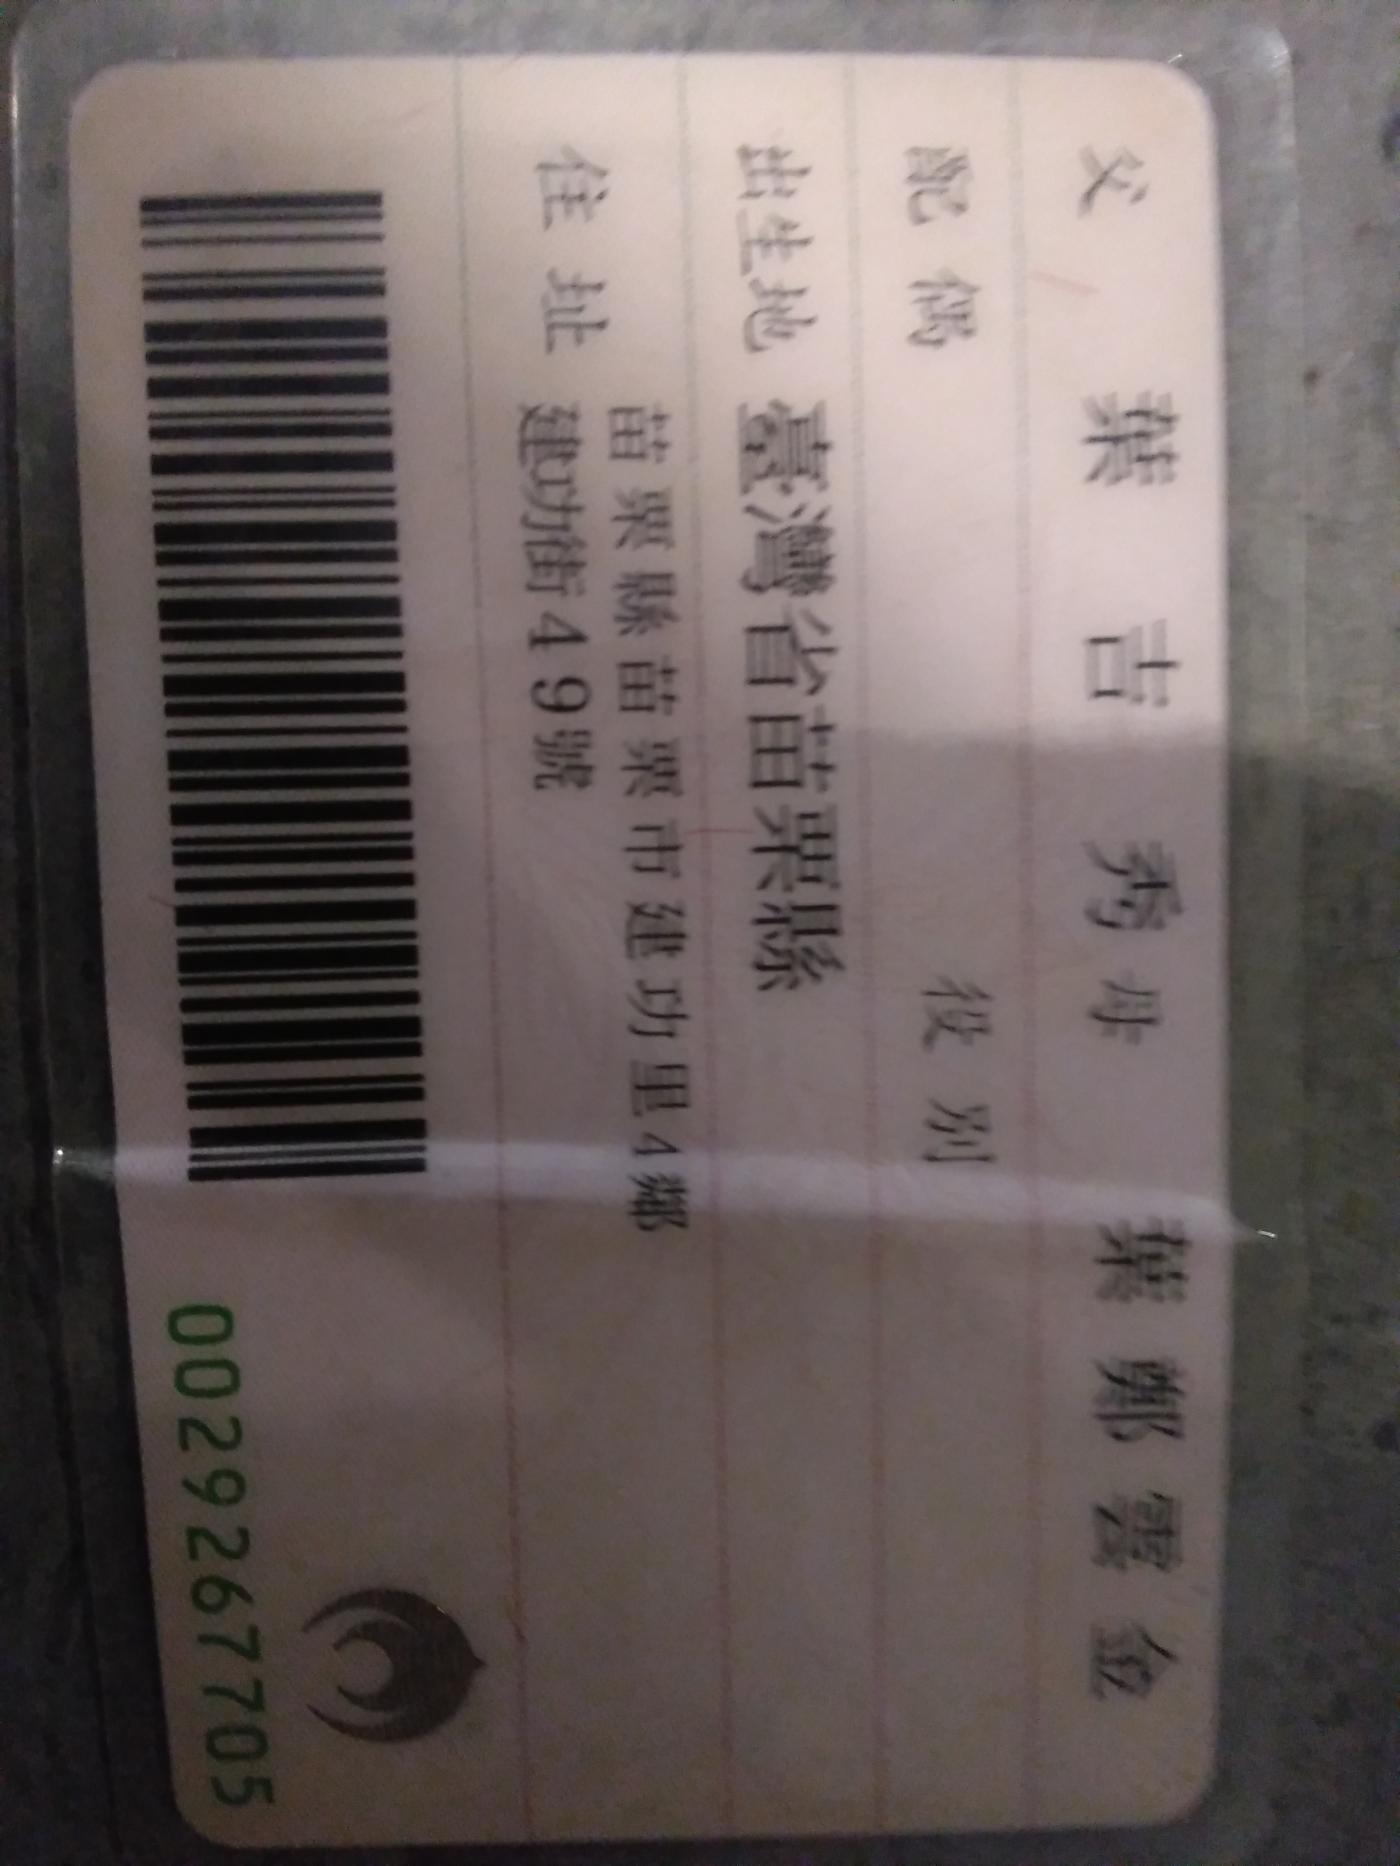 父 葉吉秀 母 葉鄭雲金
配偶 役別
出生地 臺灣省苗栗縣
住址 苗栗縣苗栗市建功里4鄰
建功街49號
0029267705